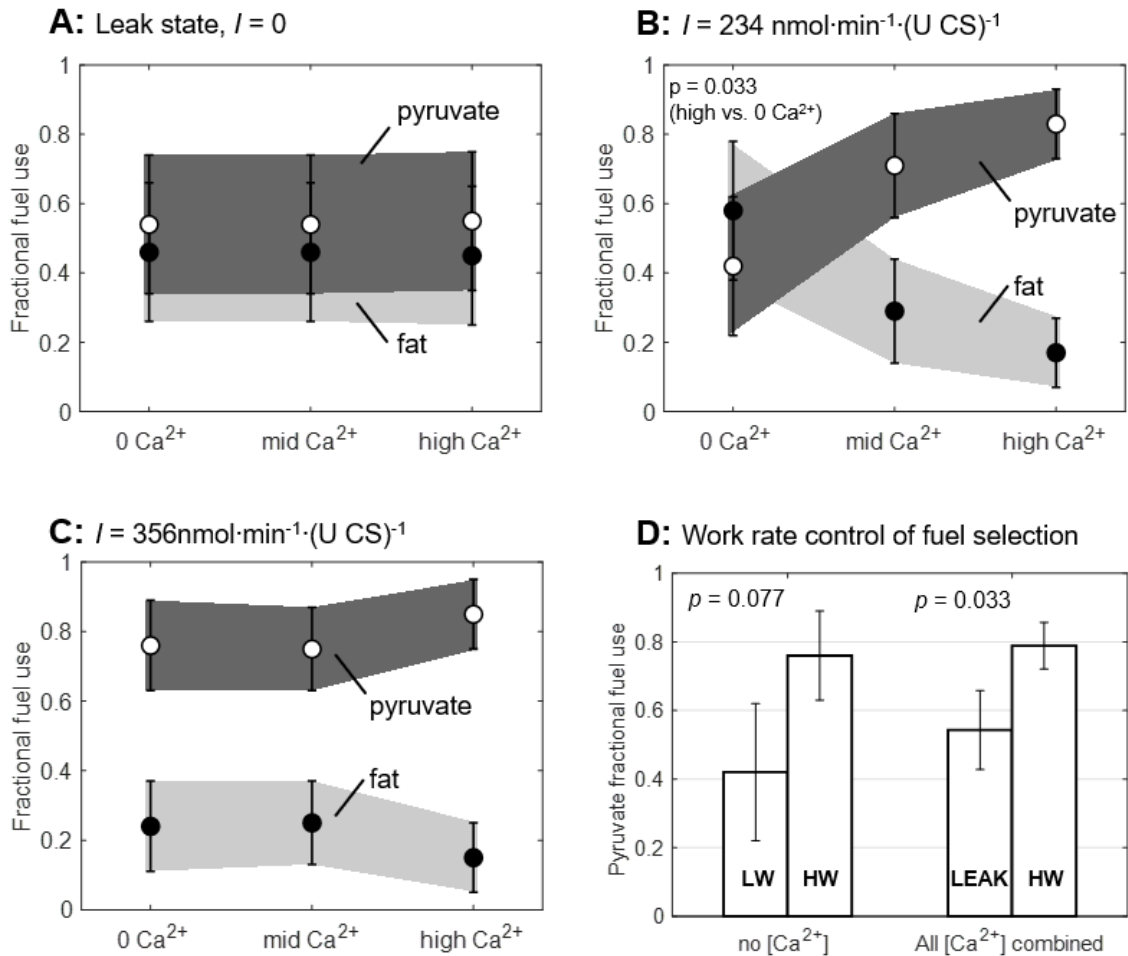 A: Leak state, I = 0
Fractional fuel use
1
0.8
0.6
0.4
0.2
0
pyruvate
fat
0 Ca²⁺
mid Ca²⁺
high Ca²⁺
B: I = 234 nmol·min⁻¹·(U CS)⁻¹
p = 0.033
(high vs. 0 Ca²⁺)
Fractional fuel use
1
0.8
0.6
0.4
0.2
0
pyruvate
fat
0 Ca²⁺
mid Ca²⁺
high Ca²⁺
C: I = 356nmol·min⁻¹·(U CS)⁻¹
Fractional fuel use
1
0.8
0.6
0.4
0.2
0
pyruvate
fat
0 Ca²⁺
mid Ca²⁺
high Ca²⁺
D: Work rate control of fuel selection
Pyruvate fractional fuel use
1
0.8
0.6
0.4
0.2
0
p = 0.077
p = 0.033
LW
HW
LEAK
HW
no [Ca²⁺]
All [Ca²⁺] combined